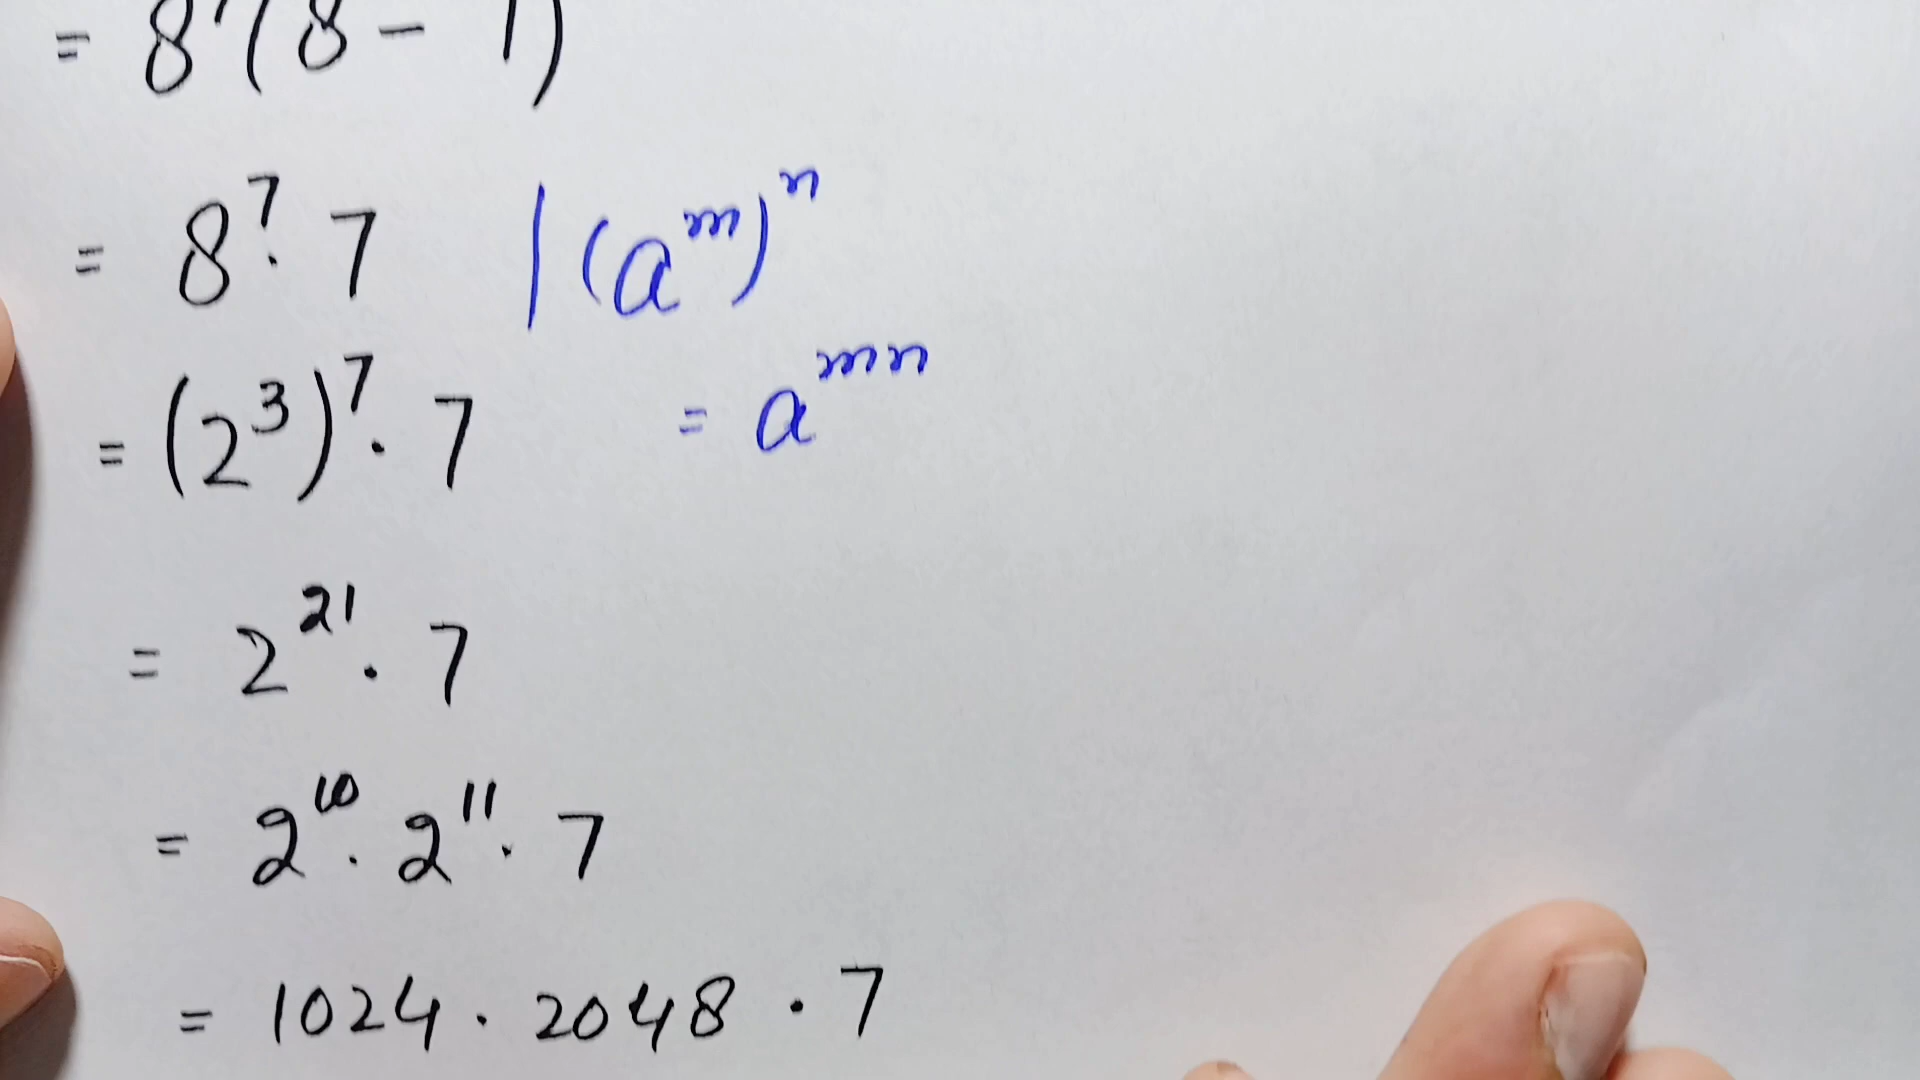 = 8⁷(8 - 1)
= 8⁷ · 7 | (aᵐ)ⁿ
= aᵐⁿ
= (2³)⁷ · 7
= 2²¹ · 7
= 2¹⁰ · 2¹¹ · 7
= 1024 · 2048 · 7